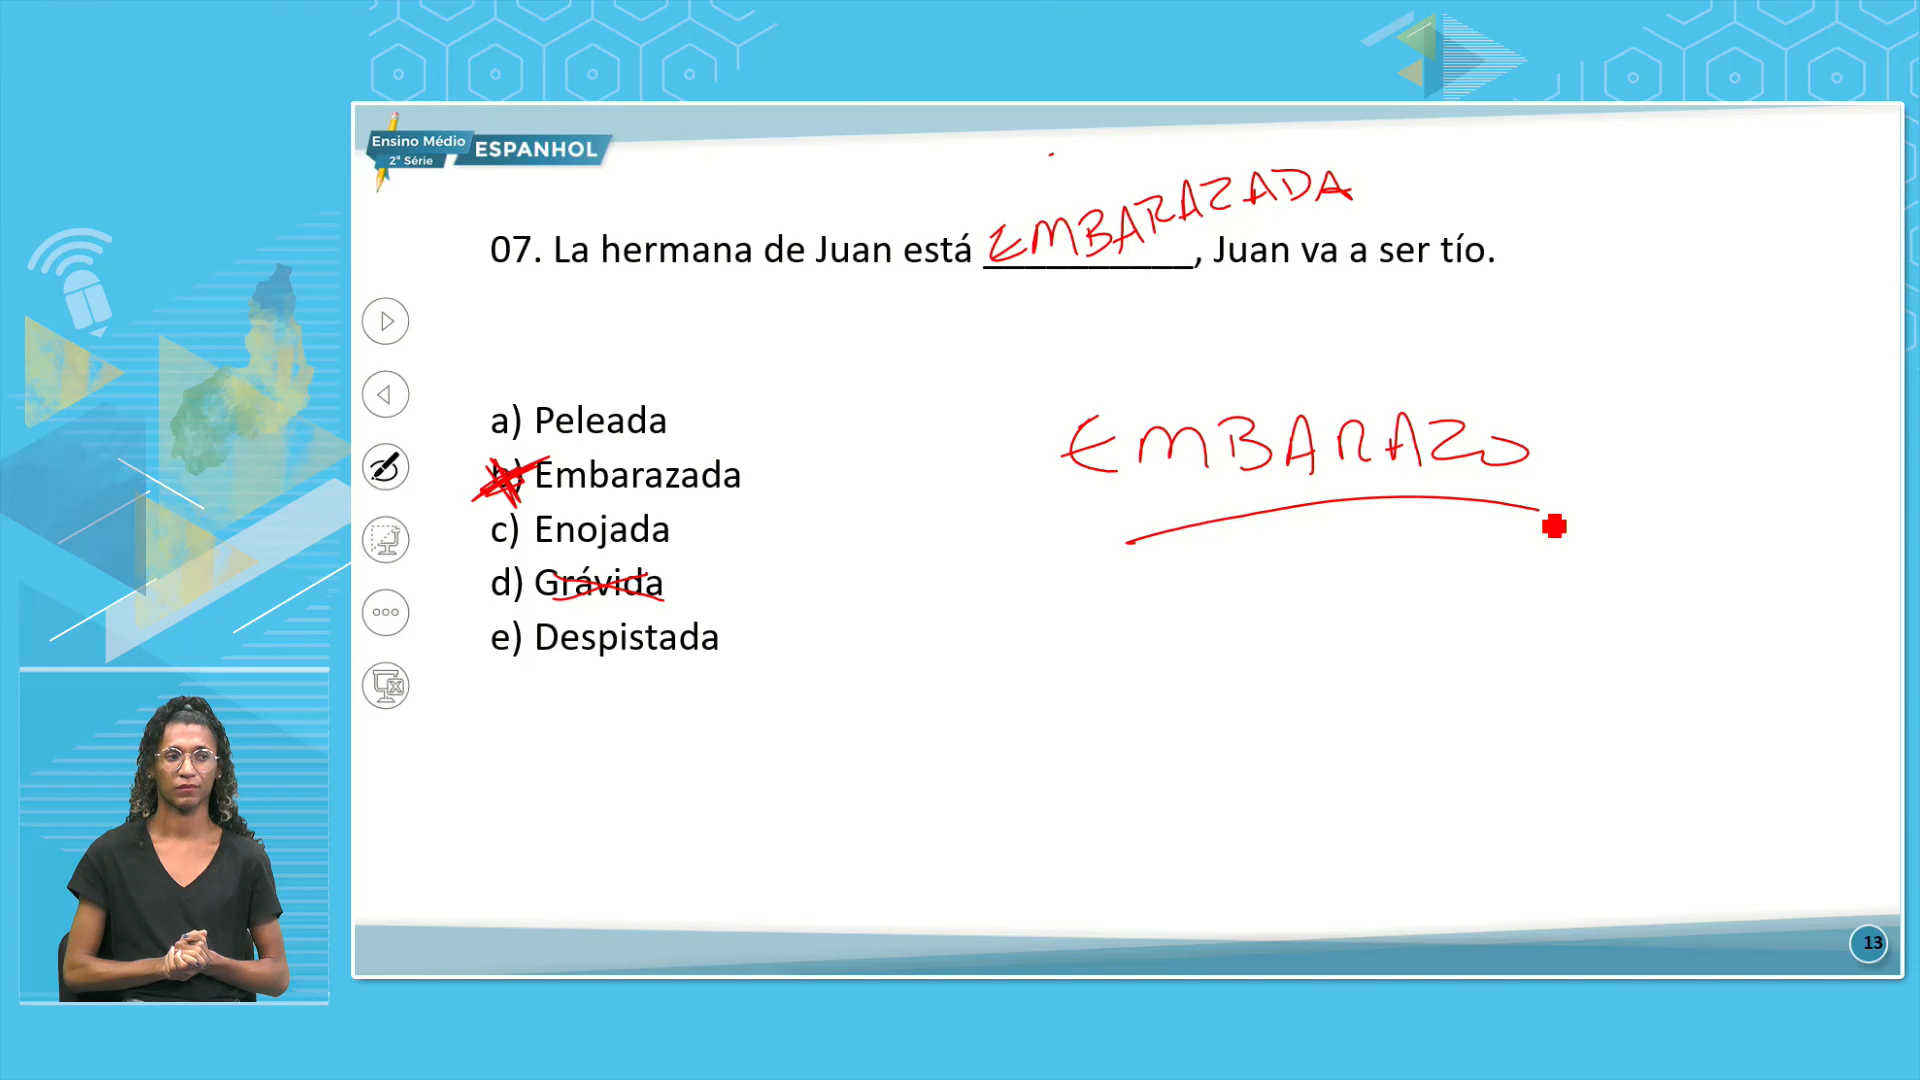 Ensino Médio
2ª Série
ESPANHOL
EMBARAZADA
07. La hermana de Juan está __________, Juan va a ser tío.
a) Peleada
EMBARAZO
b) Embarazada
c) Enojada
d) Grávida
e) Despistada
13